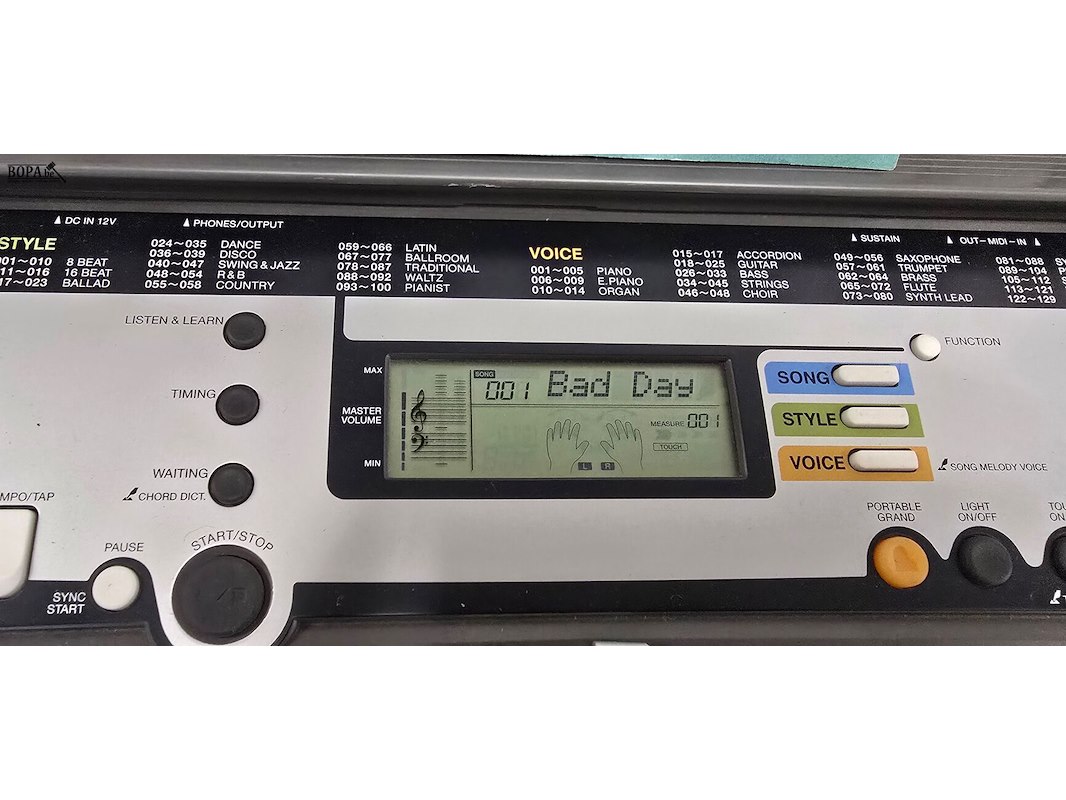 BOPA.be
DC IN 12V
PHONES/OUTPUT
SUSTAIN
OUT-MIDI-IN
STYLE
001~010 8 BEAT
011~016 16 BEAT
017~023 BALLAD
024~035 DANCE
036~039 DISCO
040~047 SWING & JAZZ
048~054 R & B
055~058 COUNTRY
059~066 LATIN
067~077 BALLROOM
078~087 TRADITIONAL
088~092 WALTZ
093~100 PIANIST
VOICE
001~005 PIANO
006~009 E.PIANO
010~014 ORGAN
015~017 ACCORDION
018~025 GUITAR
026~033 BASS
034~045 STRINGS
046~048 CHOIR
049~056 SAXOPHONE
057~061 TRUMPET
062~064 BRASS
065~072 FLUTE
073~080 SYNTH LEAD
081~088
089~104
105~112
113~121
122~129
LISTEN & LEARN
TIMING
WAITING
CHORD DICT.
MPO/TAP
PAUSE
START/STOP
SYNC
START
MAX
MASTER
VOLUME
MIN
SONG
001 Bad Day
MEASURE 001
TOUCH
L R
FUNCTION
SONG
STYLE
VOICE
SONG MELODY VOICE
PORTABLE
GRAND
LIGHT
ON/OFF